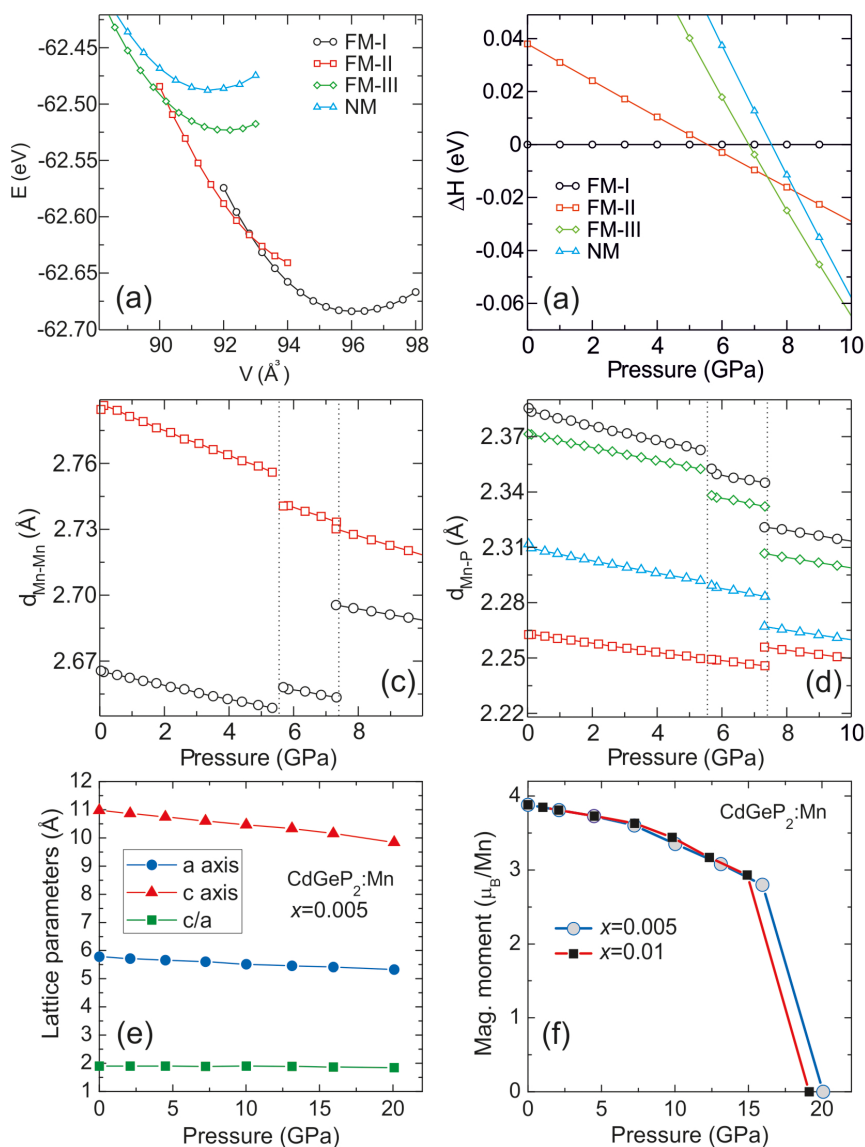 -62.45
-62.50
-62.55
-62.60
-62.65
-62.70
E (eV)
FM-I
FM-II
FM-III
NM
(a)
90
92
94
96
98
V (Å³)
0.04
0.02
0
-0.02
-0.04
-0.06
ΔH (eV)
FM-I
FM-II
FM-III
NM
(a)
0
2
4
6
8
10
Pressure (GPa)
2.76
2.73
2.70
2.67
d_Mn-Mn (Å)
(c)
0
2
4
6
8
Pressure (GPa)
2.37
2.34
2.31
2.28
2.25
2.22
d_Mn-P (Å)
(d)
0
2
4
6
8
10
Pressure (GPa)
12
11
10
9
8
7
6
5
4
3
2
1
Lattice parameters (Å)
a axis
c axis
c/a
CdGeP₂:Mn
x=0.005
(e)
0
5
10
15
20
Pressure (GPa)
4
3
2
1
0
Mag. moment (μ_B/Mn)
CdGeP₂:Mn
x=0.005
x=0.01
(f)
0
5
10
15
20
Pressure (GPa)